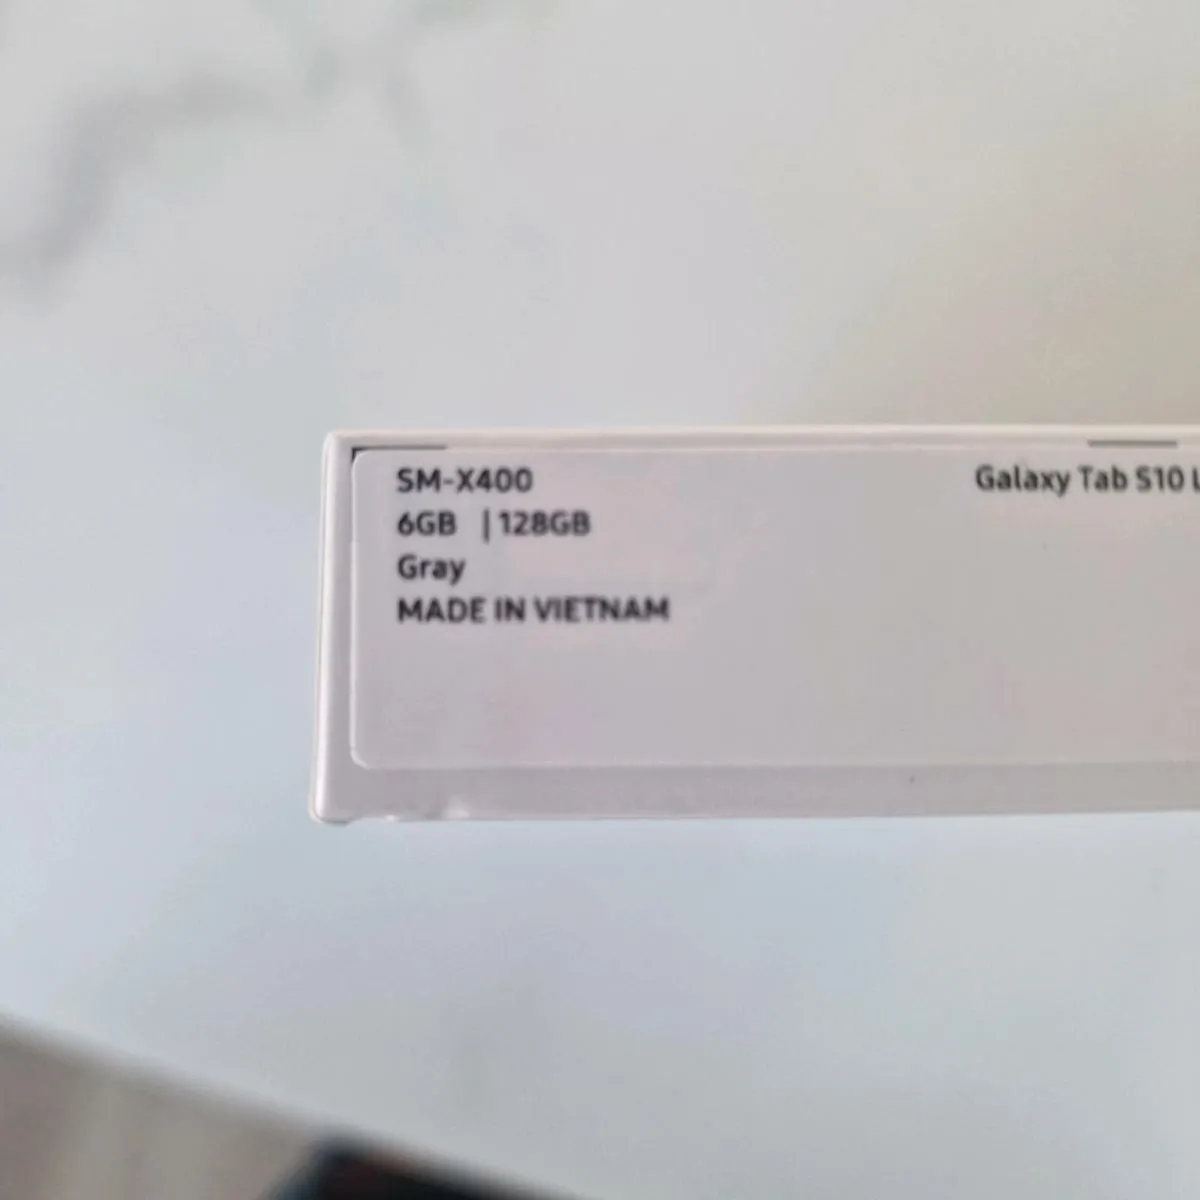 SM-X400
Galaxy Tab S10 L
6GB | 128GB
Gray
MADE IN VIETNAM